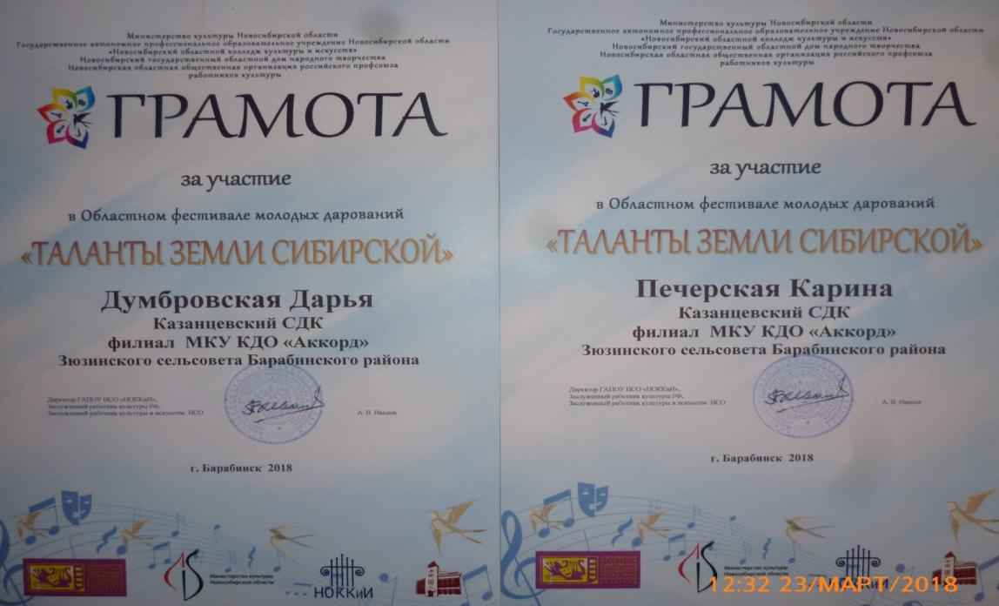 Министерство культуры Новосибирской области
Государственное автономное профессиональное образовательное учреждение Новосибирской области
«Новосибирский областной колледж культуры и искусств»
Новосибирский государственный областной дом народного творчества
Новосибирская областная общественная организация российского профсоюза
работников культуры
ГРАМОТА
за участие
в Областном фестивале молодых дарований
«ТАЛАНТЫ ЗЕМЛИ СИБИРСКОЙ»
Думбровская Дарья
Казанцевский СДК
филиал МКУ КДО «Аккорд»
Зюзинского сельсовета Барабинского района
Директор ГАПОУ НСО «НОККиИ»,
Заслуженный работник культуры РФ,
Заслуженный работник культуры и искусства НСО
А. В. Ивашов
г. Барабинск 2018
Министерство культуры
Новосибирской области
НОККиИ
Министерство культуры Новосибирской области
Государственное автономное профессиональное образовательное учреждение Новосибирской области
«Новосибирский областной колледж культуры и искусств»
Новосибирский государственный областной дом народного творчества
Новосибирская областная общественная организация российского профсоюза
работников культуры
ГРАМОТА
за участие
в Областном фестивале молодых дарований
«ТАЛАНТЫ ЗЕМЛИ СИБИРСКОЙ»
Печерская Карина
Казанцевский СДК
филиал МКУ КДО «Аккорд»
Зюзинского сельсовета Барабинского района
Директор ГАПОУ НСО «НОККиИ»,
Заслуженный работник культуры РФ,
Заслуженный работник культуры и искусства НСО
А. В. Ивашов
г. Барабинск 2018
Министерство культуры
Новосибирской области
12:32 23/МАРТ/2018